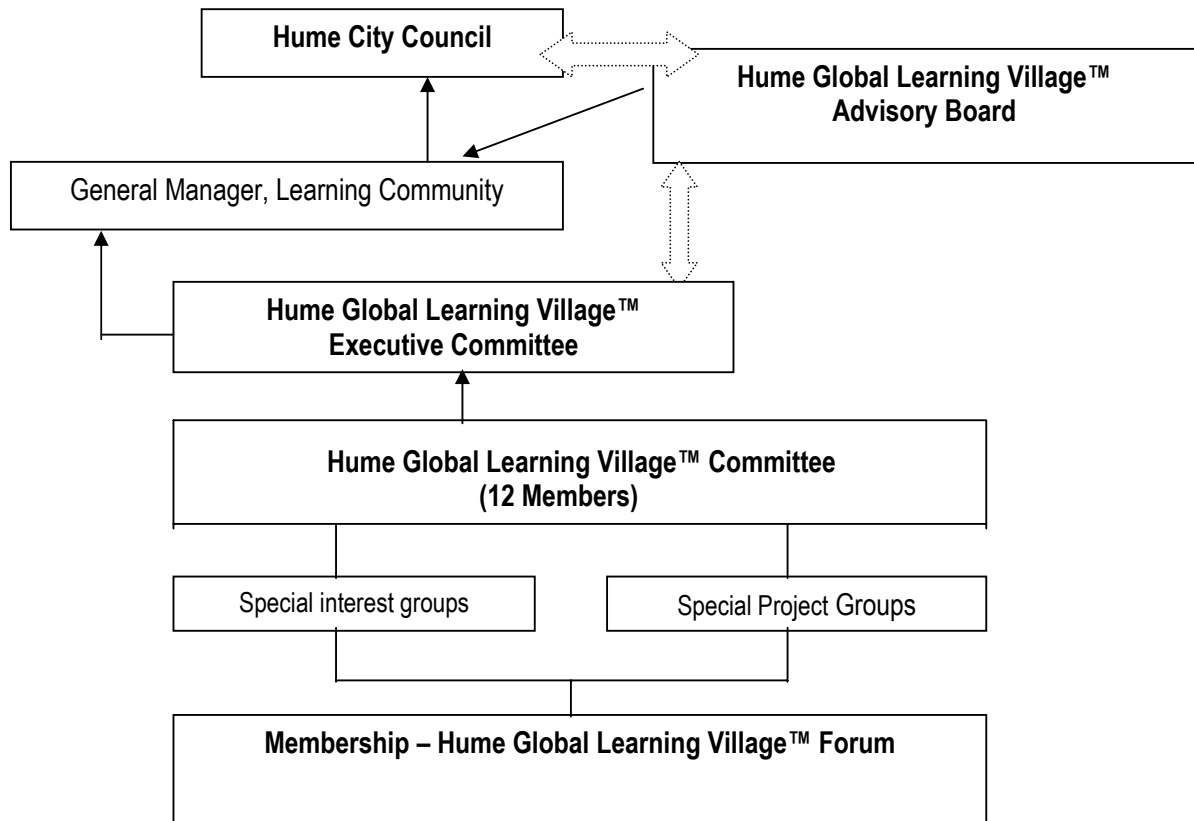 Hume City Council
Hume Global Learning Village™
Advisory Board
General Manager, Learning Community
Hume Global Learning Village™
Executive Committee
Hume Global Learning Village™ Committee
(12 Members)
Special interest groups
Special Project Groups
Membership – Hume Global Learning Village™ Forum